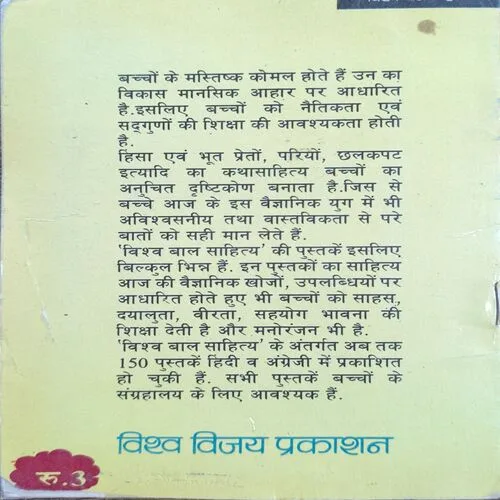 बच्चों के मस्तिष्क कोमल होते हैं उन का
विकास मानसिक आहार पर आधारित
है.इसलिए बच्चों को नैतिकता एवं
सद्गुणों की शिक्षा की आवश्यकता होती
है.
हिंसा एवं भूत प्रेतों, परियों, छलकपट
इत्यादि का कथासाहित्य बच्चों का
अनुचित दृष्टिकोण बनाता है.जिस से
बच्चे आज के इस वैज्ञानिक युग में भी
अविश्वसनीय तथा वास्तविकता से परे
बातों को सही मान लेते हैं.
'विश्व बाल साहित्य' की पुस्तकें इसलिए
बिल्कुल भिन्न हैं. इन पुस्तकों का साहित्य
आज की वैज्ञानिक खोजों, उपलब्धियों पर
आधारित होते हुए भी बच्चों को साहस,
दयालुता, वीरता, सहयोग भावना की
शिक्षा देती है और मनोरंजन भी है.
'विश्व बाल साहित्य' के अंतर्गत अब तक
150 पुस्तकें हिंदी व अंग्रेजी में प्रकाशित
हो चुकी हैं. सभी पुस्तकें बच्चों के
संग्रहालय के लिए आवश्यक हैं.
विश्व विजय प्रकाशन
रु.3